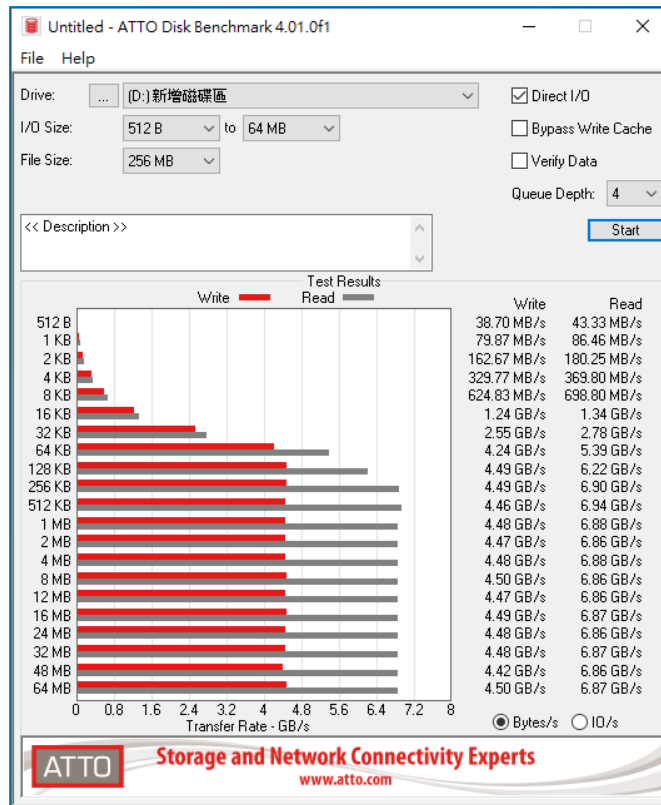 Untitled - ATTO Disk Benchmark 4.01.0f1
File Help
Drive: ... (D:)新增磁碟區 Direct I/O
I/O Size: 512 B to 64 MB Bypass Write Cache
File Size: 256 MB Verify Data
Queue Depth: 4
<< Description >> Start
Test Results
Write Read Write Read
512 B 38.70 MB/s 43.33 MB/s
1 KB 79.87 MB/s 86.46 MB/s
2 KB 162.67 MB/s 180.25 MB/s
4 KB 329.77 MB/s 369.80 MB/s
8 KB 624.83 MB/s 698.80 MB/s
16 KB 1.24 GB/s 1.34 GB/s
32 KB 2.55 GB/s 2.78 GB/s
64 KB 4.24 GB/s 5.39 GB/s
128 KB 4.49 GB/s 6.22 GB/s
256 KB 4.49 GB/s 6.90 GB/s
512 KB 4.46 GB/s 6.94 GB/s
1 MB 4.48 GB/s 6.88 GB/s
2 MB 4.47 GB/s 6.86 GB/s
4 MB 4.48 GB/s 6.88 GB/s
8 MB 4.50 GB/s 6.86 GB/s
12 MB 4.47 GB/s 6.86 GB/s
16 MB 4.49 GB/s 6.87 GB/s
24 MB 4.48 GB/s 6.86 GB/s
32 MB 4.48 GB/s 6.87 GB/s
48 MB 4.42 GB/s 6.86 GB/s
64 MB 4.50 GB/s 6.87 GB/s
0 0.8 1.6 2.4 3.2 4 4.8 5.6 6.4 7.2 8
Transfer Rate - GB/s Bytes/s IO/s
ATTO Storage and Network Connectivity Experts
www.atto.com